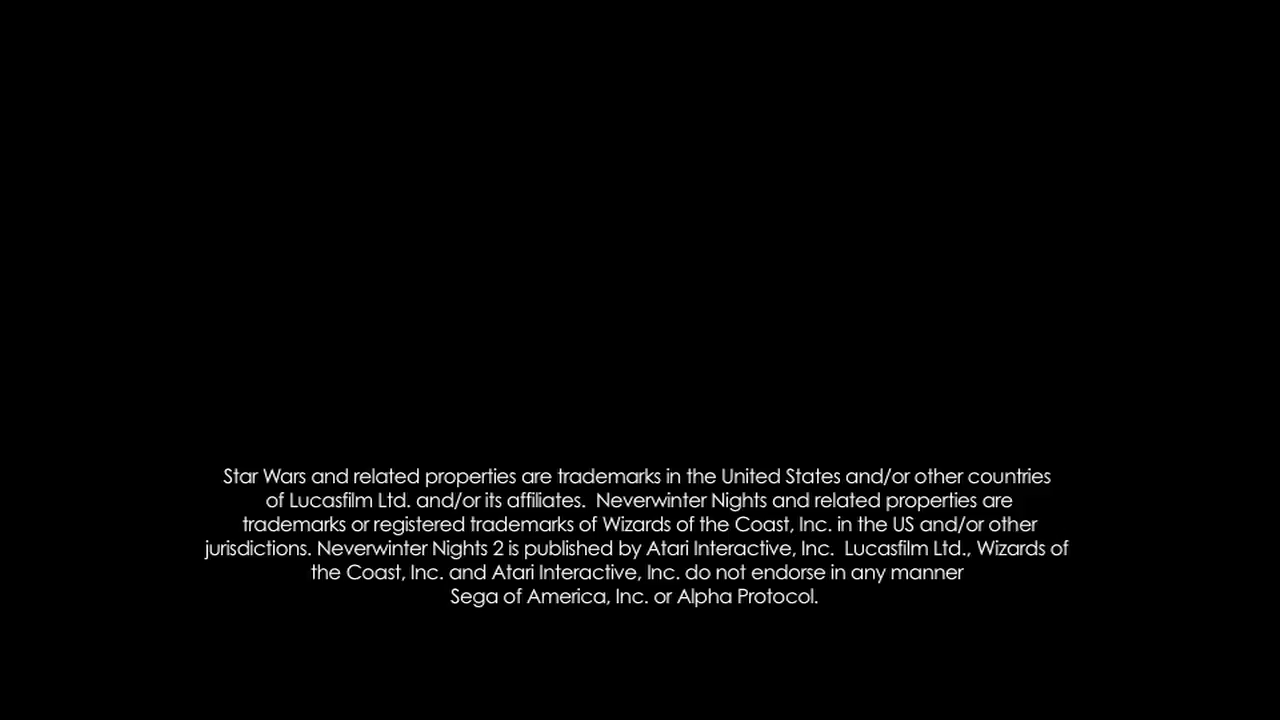 Star Wars and related properties are trademarks in the United States and/or other countries
of Lucasfilm Ltd. and/or its affiliates.  Neverwinter Nights and related properties are
trademarks or registered trademarks of Wizards of the Coast, Inc. in the US and/or other
jurisdictions. Neverwinter Nights 2 is published by Atari Interactive, Inc.  Lucasfilm Ltd., Wizards of
the Coast, Inc. and Atari Interactive, Inc. do not endorse in any manner
Sega of America, Inc. or Alpha Protocol.